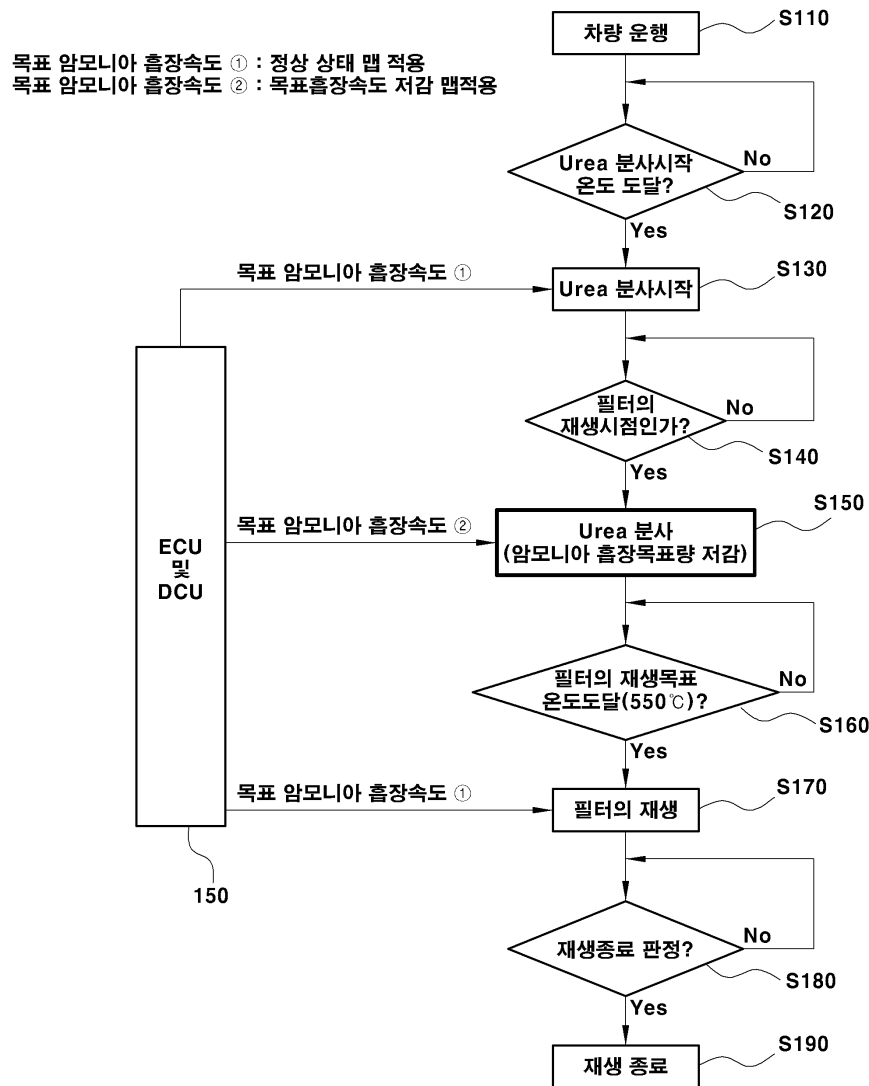 차량 운행
S110
목표 암모니아 흡장속도 ① : 정상 상태 맵 적용
목표 암모니아 흡장속도 ② : 목표흡장속도 저감 맵적용
Urea 분사시작
온도 도달?
No
S120
Yes
목표 암모니아 흡장속도 ①
Urea 분사시작
S130
필터의
재생시점인가?
No
S140
Yes
목표 암모니아 흡장속도 ②
Urea 분사
(암모니아 흡장목표량 저감)
S150
ECU
및
DCU
필터의 재생목표
온도도달(550℃)?
No
S160
Yes
목표 암모니아 흡장속도 ①
필터의 재생
S170
150
재생종료 판정?
No
S180
Yes
재생 종료
S190